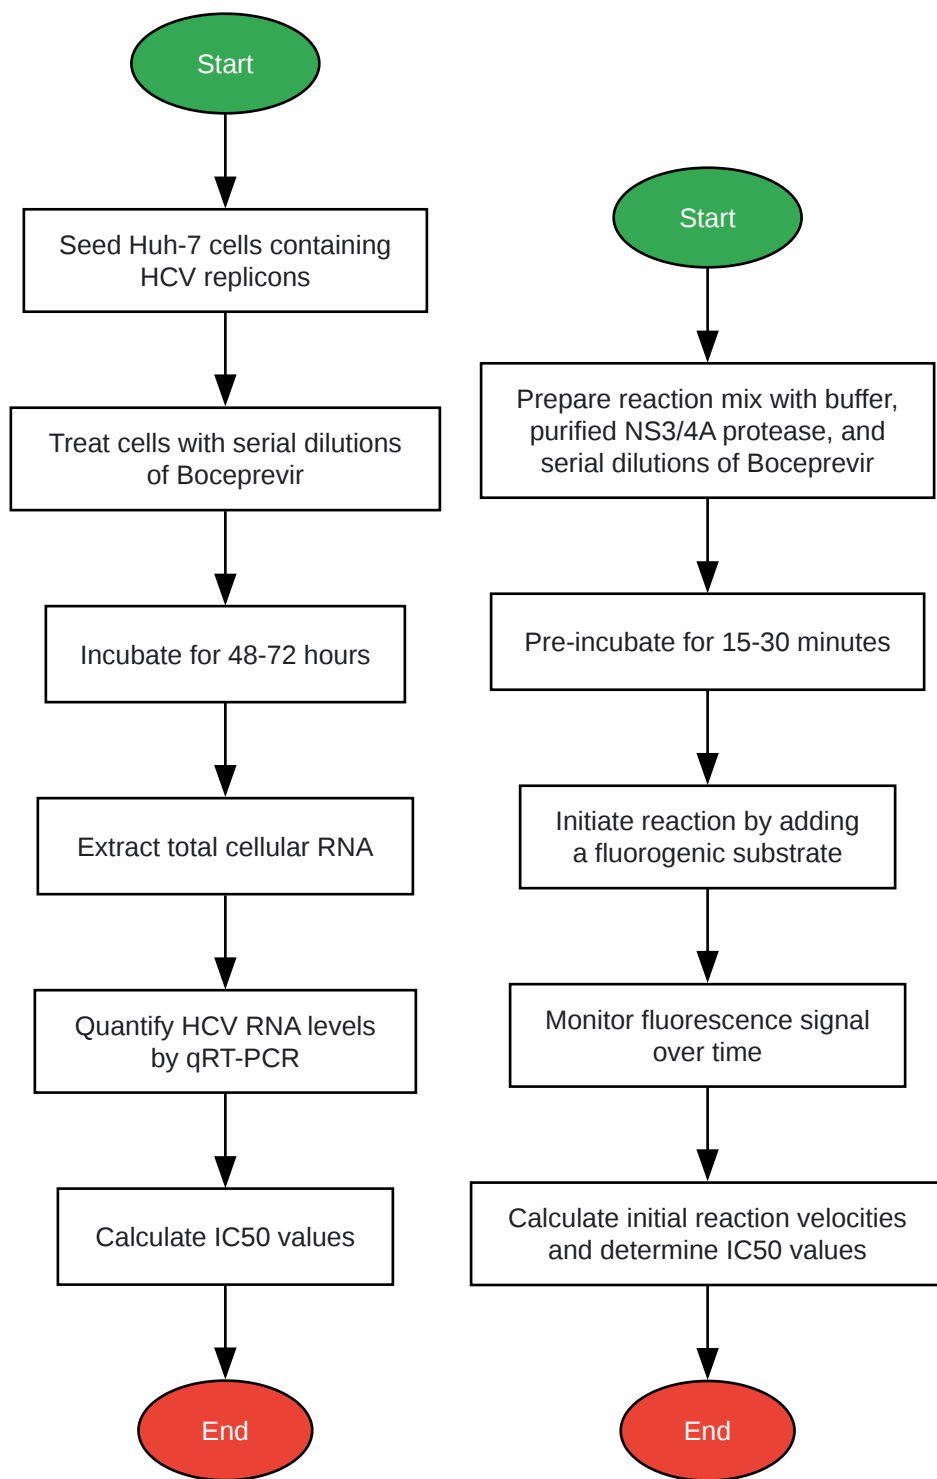 Start
Seed Huh-7 cells containing
HCV replicons
Treat cells with serial dilutions
of Boceprevir
Incubate for 48-72 hours
Extract total cellular RNA
Quantify HCV RNA levels
by qRT-PCR
Calculate IC50 values
End
Start
Prepare reaction mix with buffer,
purified NS3/4A protease, and
serial dilutions of Boceprevir
Pre-incubate for 15-30 minutes
Initiate reaction by adding
a fluorogenic substrate
Monitor fluorescence signal
over time
Calculate initial reaction velocities
and determine IC50 values
End